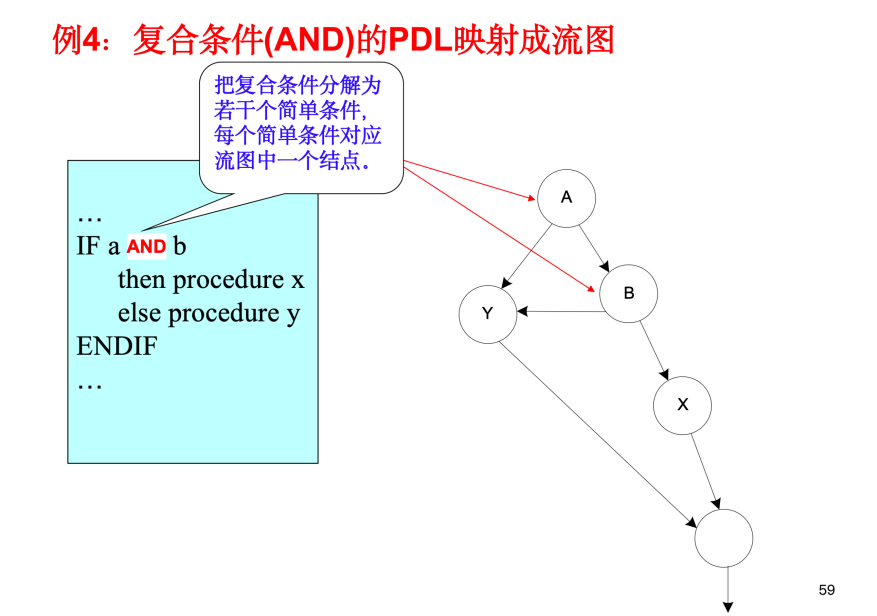 例4：复合条件(AND)的PDL映射成流图
把复合条件分解为
若干个简单条件,
每个简单条件对应
流图中一个结点。
…
IF a AND b
then procedure x
else procedure y
ENDIF
…
A
B
Y
X
59